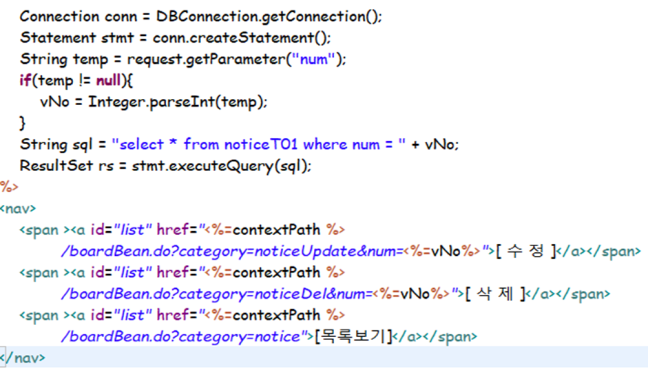 Connection conn = DBConnection.getConnection();
Statement stmt = conn.createStatement();
String temp = request.getParameter("num");
if(temp != null){
vNo = Integer.parseInt(temp);
}
String sql = "select * from noticeT01 where num = " + vNo;
ResultSet rs = stmt.executeQuery(sql);
%>
<nav>
<span ><a id="list" href="<%=contextPath %>
/boardBean.do?category=noticeUpdate&num=<%=vNo%>">[ 수 정 ]</a></span>
<span ><a id="list" href="<%=contextPath %>
/boardBean.do?category=noticeDel&num=<%=vNo%>">[ 삭 제 ]</a></span>
<span ><a id="list" href="<%=contextPath %>
/boardBean.do?category=notice">[목록보기]</a></span>
</nav>